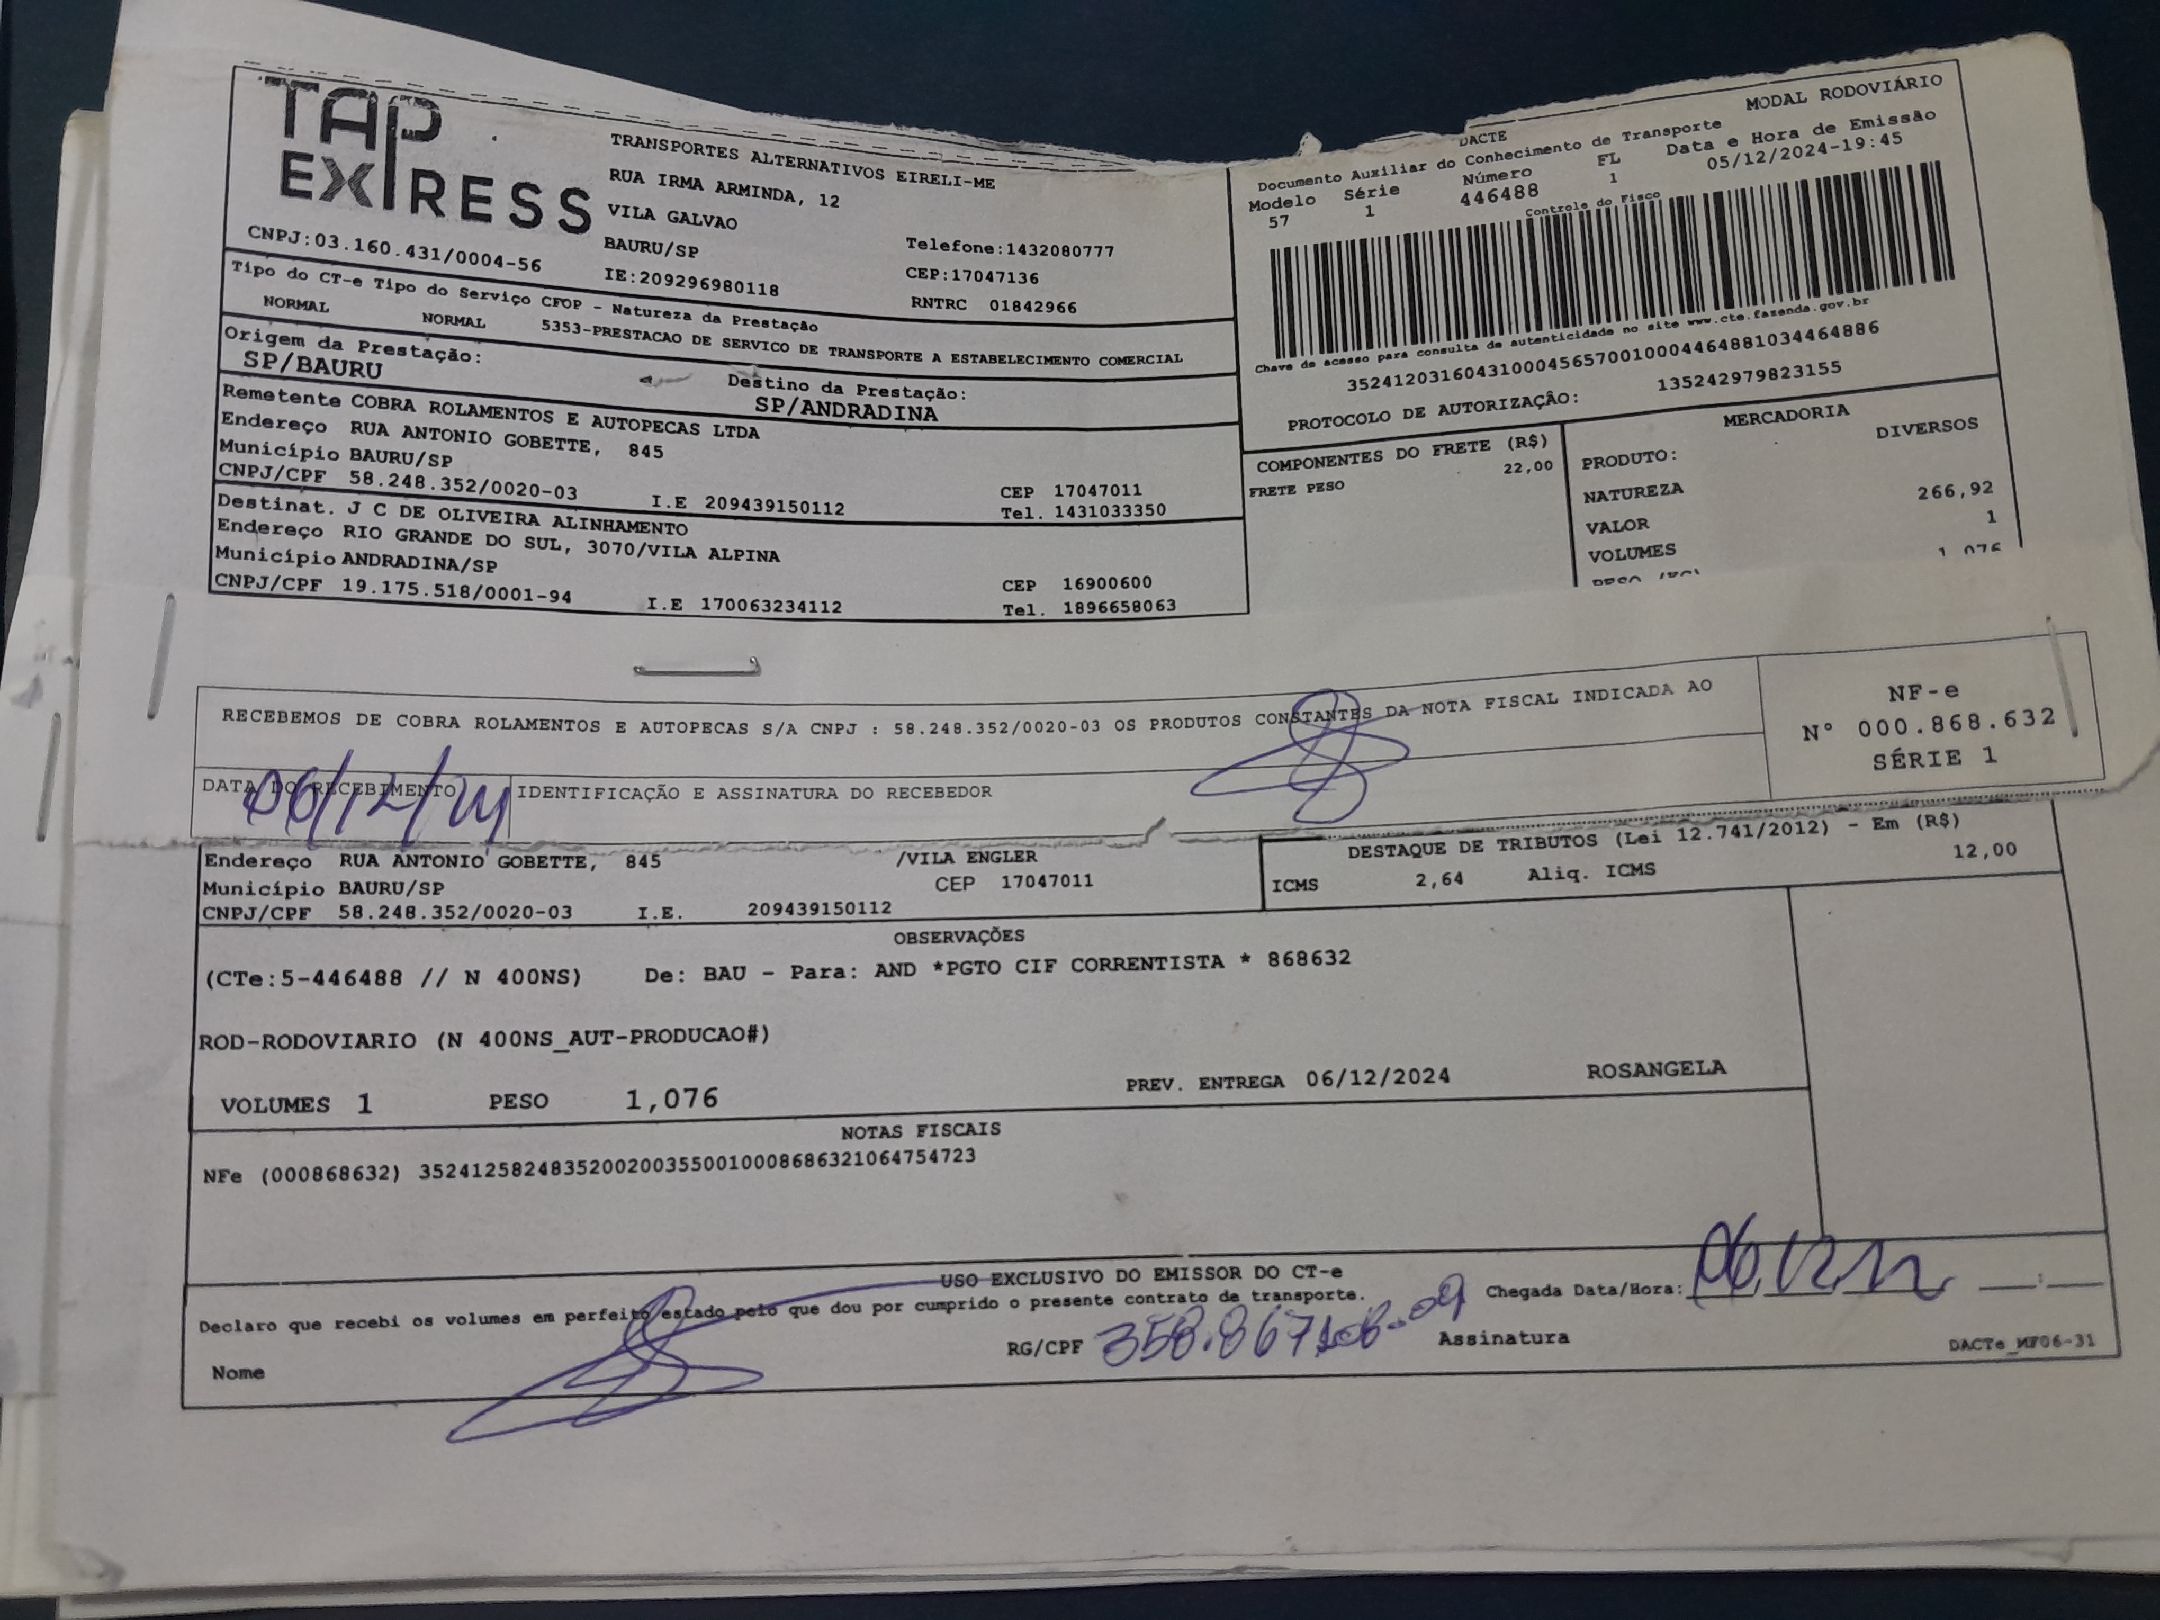 TAP EXPRESS
TRANSPORTES ALTERNATIVOS EIRELI-ME
RUA IRMA ARMINDA, 12
VILA GALVAO
BAURU/SP Telefone:1432080777
CNPJ:03.160.431/0004-56 IE:209296980118 CEP:17047136
RNTRC 01842966
Tipo do CT-e Tipo do Serviço CFOP - Natureza da Prestação
NORMAL NORMAL 5353-PRESTACAO DE SERVICO DE TRANSPORTE A ESTABELECIMENTO COMERCIAL
Origem da Prestação: Destino da Prestação:
SP/BAURU SP/ANDRADINA
Remetente COBRA ROLAMENTOS E AUTOPECAS LTDA
Endereço RUA ANTONIO GOBETTE, 845
Município BAURU/SP CEP 17047011
CNPJ/CPF 58.248.352/0020-03 I.E 209439150112 Tel. 1431033350
Destinat. J C DE OLIVEIRA ALINHAMENTO
Endereço RIO GRANDE DO SUL, 3070/VILA ALPINA
Município ANDRADINA/SP CEP 16900600
CNPJ/CPF 19.175.518/0001-94 I.E 170063234112 Tel. 1896658063
DACTE MODAL RODOVIÁRIO
Documento Auxiliar do Conhecimento de Transporte
Modelo Série Número FL Data e Hora de Emissão
57 1 446488 1 05/12/2024-19:45
Controle do Fisco
Chave de acesso para consulta de autenticidade no site www.cte.fazenda.gov.br
35241203160431000456570010004464881034464886
PROTOCOLO DE AUTORIZAÇÃO: 135242979823155
COMPONENTES DO FRETE (R$)
FRETE PESO 22,00
MERCADORIA
PRODUTO: DIVERSOS
NATUREZA
VALOR 266,92
VOLUMES 1
RECEBEMOS DE COBRA ROLAMENTOS E AUTOPECAS S/A CNPJ : 58.248.352/0020-03 OS PRODUTOS CONSTANTES DA NOTA FISCAL INDICADA AO
NF-e
N° 000.868.632
SÉRIE 1
DATA DO RECEBIMENTO IDENTIFICAÇÃO E ASSINATURA DO RECEBEDOR
06/12/24
Endereço RUA ANTONIO GOBETTE, 845 /VILA ENGLER
Município BAURU/SP CEP 17047011
CNPJ/CPF 58.248.352/0020-03 I.E. 209439150112
DESTAQUE DE TRIBUTOS (Lei 12.741/2012) - Em (R$)
ICMS 2,64 Aliq. ICMS 12,00
OBSERVAÇÕES
(CTe:5-446488 // N 400NS) De: BAU - Para: AND *PGTO CIF CORRENTISTA * 868632
ROD-RODOVIARIO (N 400NS_AUT-PRODUCAO#)
VOLUMES 1 PESO 1,076 PREV. ENTREGA 06/12/2024 ROSANGELA
NOTAS FISCAIS
NFe (000868632) 35241258248352002003550010008686321064754723
USO EXCLUSIVO DO EMISSOR DO CT-e
Declaro que recebi os volumes em perfeito estado pelo que dou por cumprido o presente contrato de transporte. Chegada Data/Hora:
Nome RG/CPF Assinatura
DACTe_MF06-31